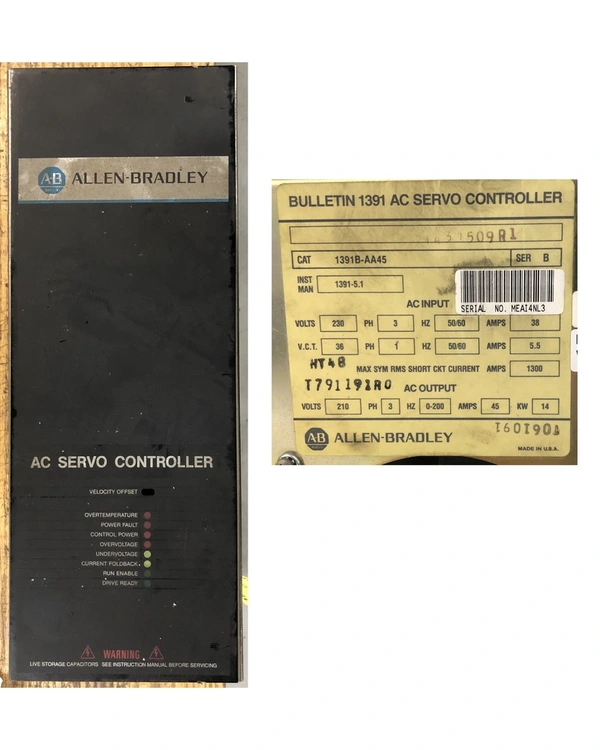 AB ALLEN-BRADLEY
AC SERVO CONTROLLER
VELOCITY OFFSET
OVERTEMPERATURE
POWER FAULT
CONTROL POWER
OVERVOLTAGE
UNDERVOLTAGE
CURRENT FOLDBACK
RUN ENABLE
DRIVE READY
WARNING
LIVE STORAGE CAPACITORS SEE INSTRUCTION MANUAL BEFORE SERVICING
BULLETIN 1391 AC SERVO CONTROLLER
CAT 1391B-AA45 SER B
INST MAN 1391-5.1
SERIAL NO. MEAI4NL3
AC INPUT
VOLTS 230 PH 3 HZ 50/60 AMPS 38
V.C.T. 36 PH 1 HZ 50/60 AMPS 5.5
HT48
MAX SYM RMS SHORT CKT CURRENT AMPS 1300
T791191R0
AC OUTPUT
VOLTS 210 PH 3 HZ 0-200 AMPS 45 KW 14
AB ALLEN-BRADLEY
MADE IN U.S.A.